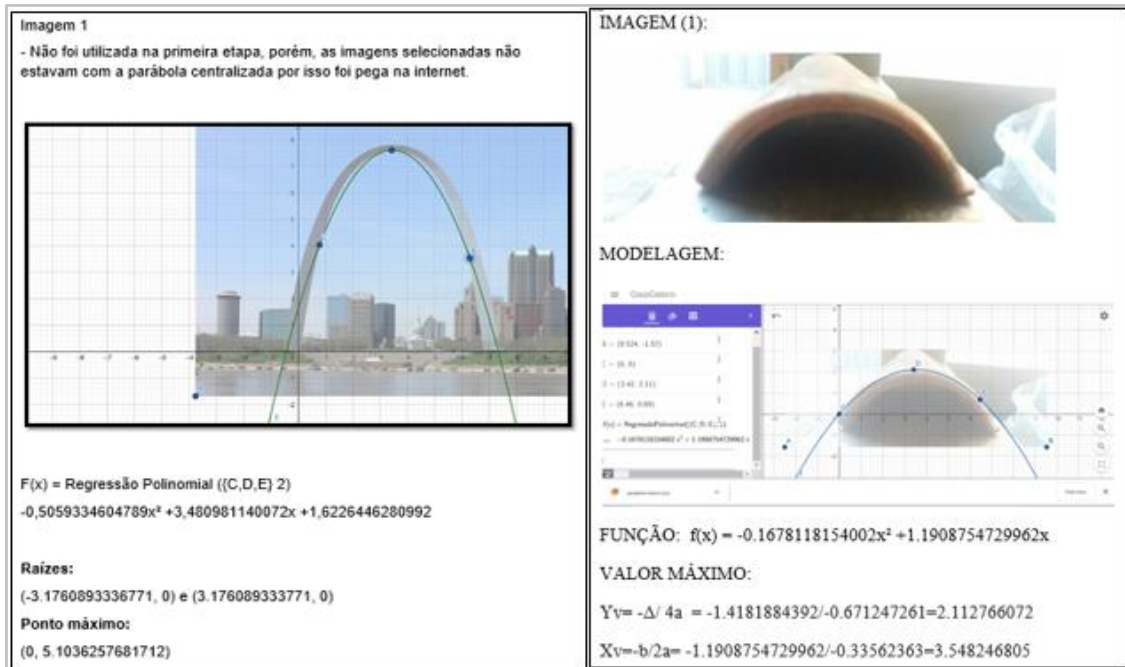 Imagem 1
- Não foi utilizada na primeira etapa, porém, as imagens selecionadas não
estavam com a parábola centralizada por isso foi pega na internet.
F(x) = Regressão Polinomial ({C,D,E} 2)
-0,5059334604789x² +3,480981140072x +1,6226446280992
Raízes:
(-3.1760893336771, 0) e (3.176089333771, 0)
Ponto máximo:
(0, 5.1036257681712)
IMAGEM (1):
MODELAGEM:
FUNÇÃO: f(x) = -0.1678118154002x² +1.1908754729962x
VALOR MÁXIMO:
Yv= -Δ/ 4a = -1.4181884392/-0.671247261=2.112766072
Xv=-b/2a= -1.1908754729962/-0.33562363=3.548246805